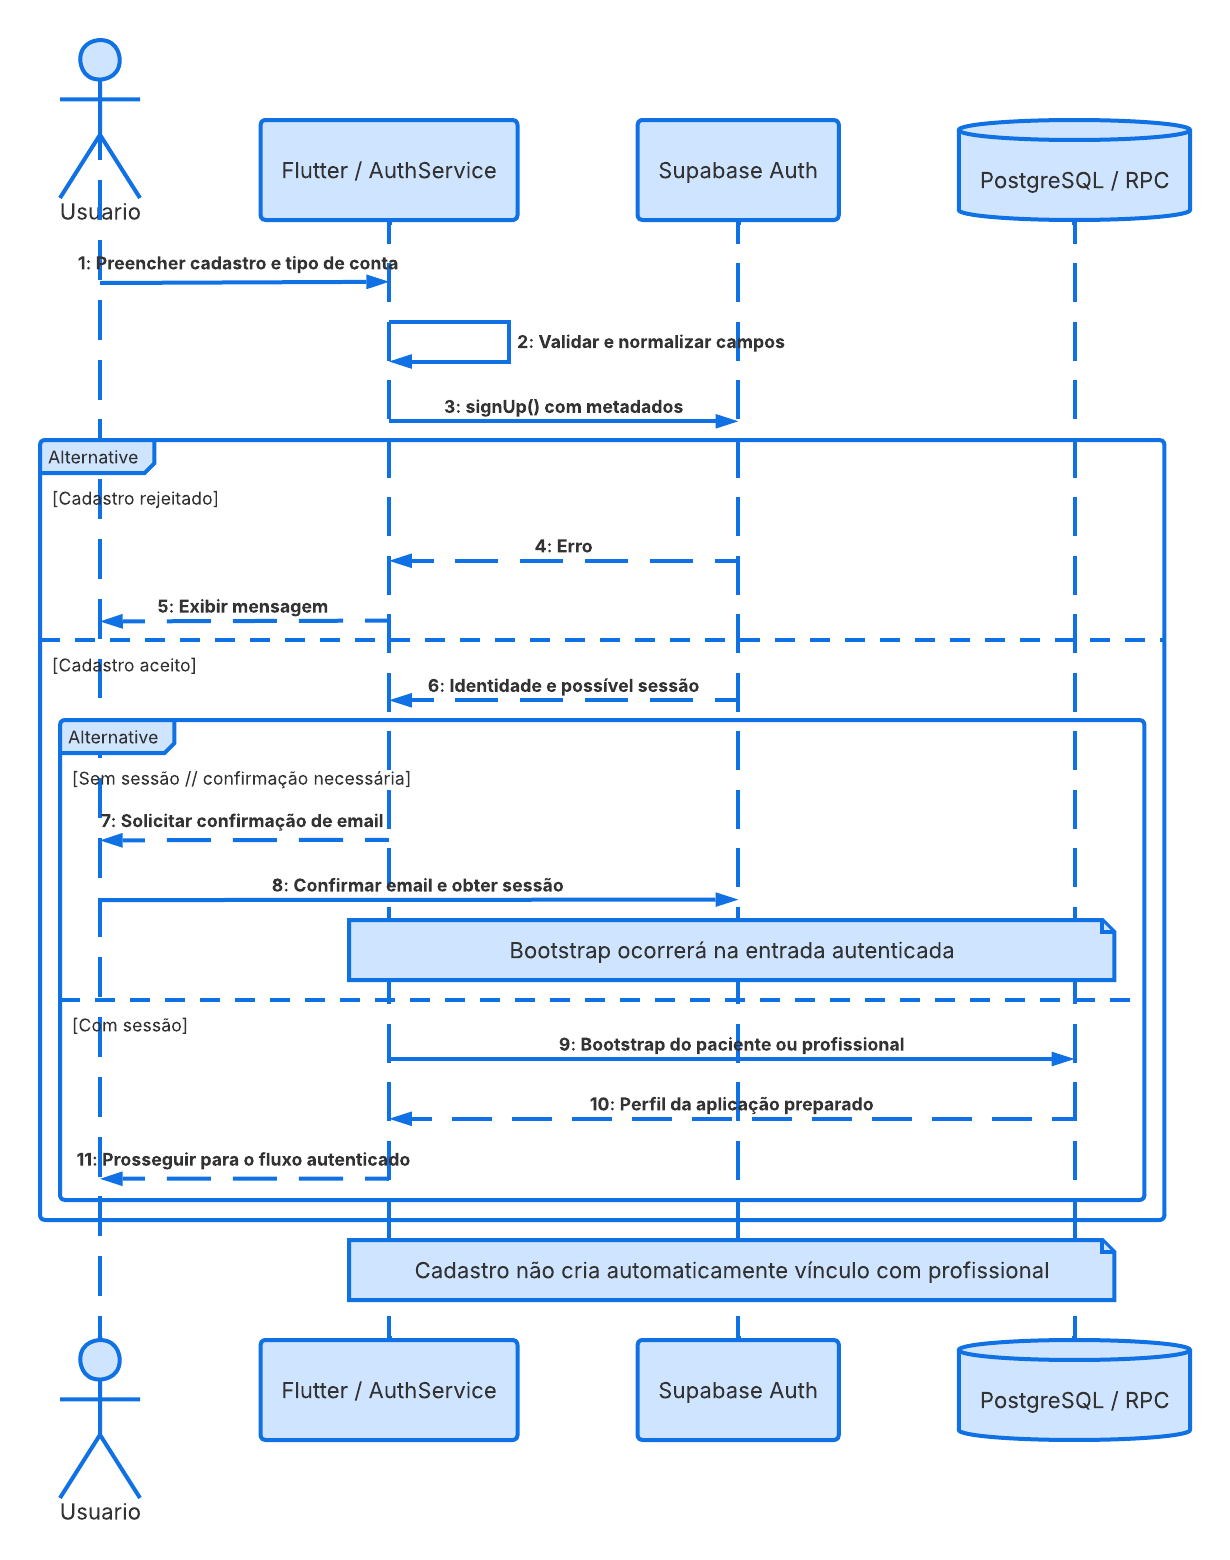 Usuario
Flutter / AuthService
Supabase Auth
PostgreSQL / RPC
1: Preencher cadastro e tipo de conta
2: Validar e normalizar campos
3: signUp() com metadados
Alternative
[Cadastro rejeitado]
4: Erro
5: Exibir mensagem
[Cadastro aceito]
6: Identidade e possível sessão
Alternative
[Sem sessão // confirmação necessária]
7: Solicitar confirmação de email
8: Confirmar email e obter sessão
Bootstrap ocorrerá na entrada autenticada
[Com sessão]
9: Bootstrap do paciente ou profissional
10: Perfil da aplicação preparado
11: Prosseguir para o fluxo autenticado
Cadastro não cria automaticamente vínculo com profissional
Flutter / AuthService
Supabase Auth
PostgreSQL / RPC
Usuario